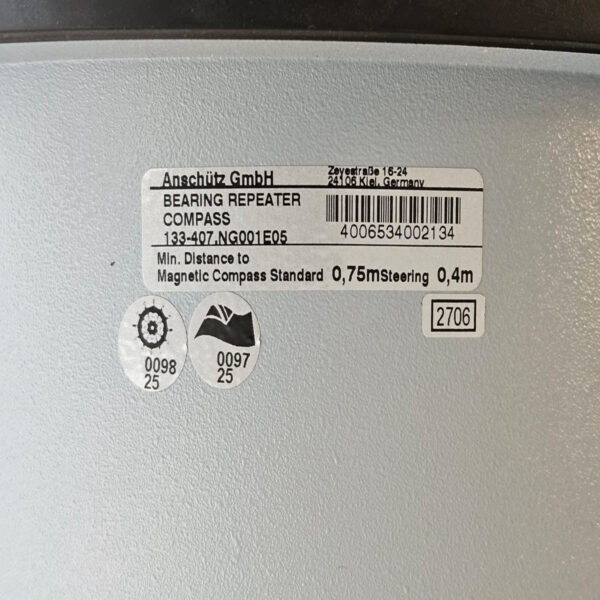 Anschütz GmbH
Zeyestraße 16-24
24106 Kiel, Germany
BEARING REPEATER
COMPASS
133-407.NG001E05
4006534002134
Min. Distance to
Magnetic Compass Standard 0,75m Steering 0,4m
0098
25
0097
25
2706